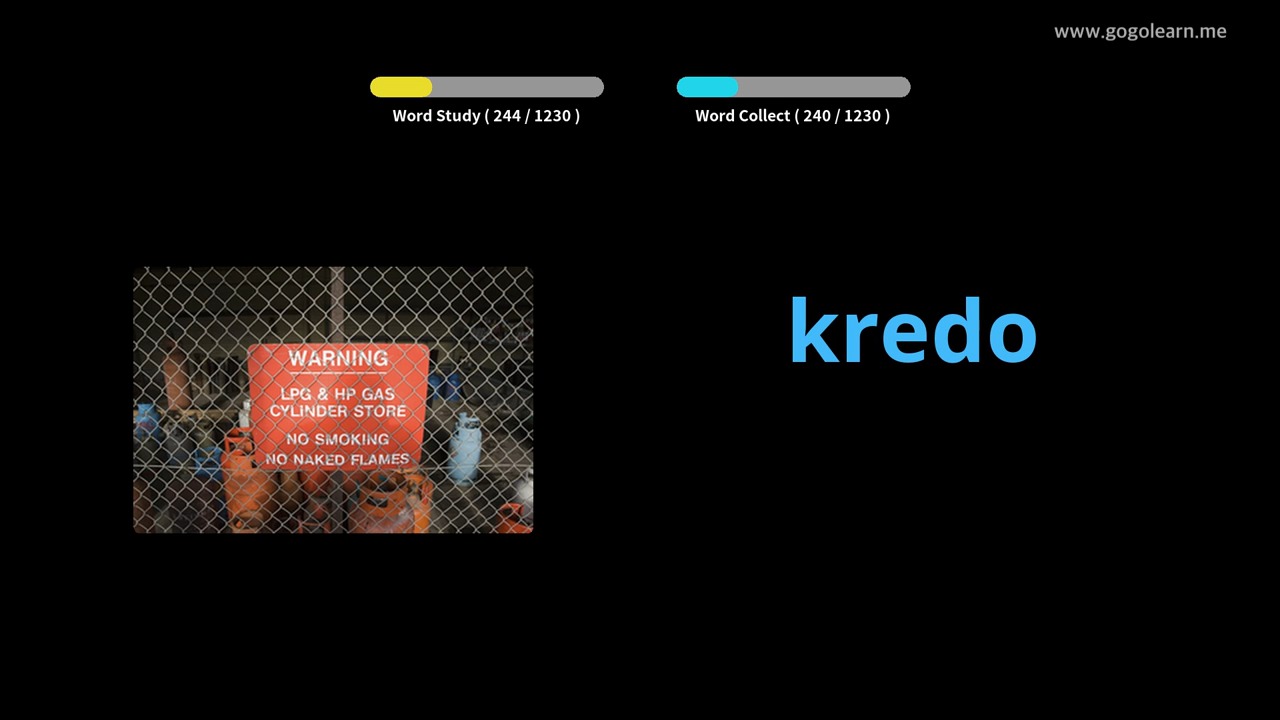 www.gogolearn.me
Word Study ( 244 / 1230 )
Word Collect ( 240 / 1230 )
WARNING
LPG & HP GAS
CYLINDER STORE
NO SMOKING
NO NAKED FLAMES
kredo